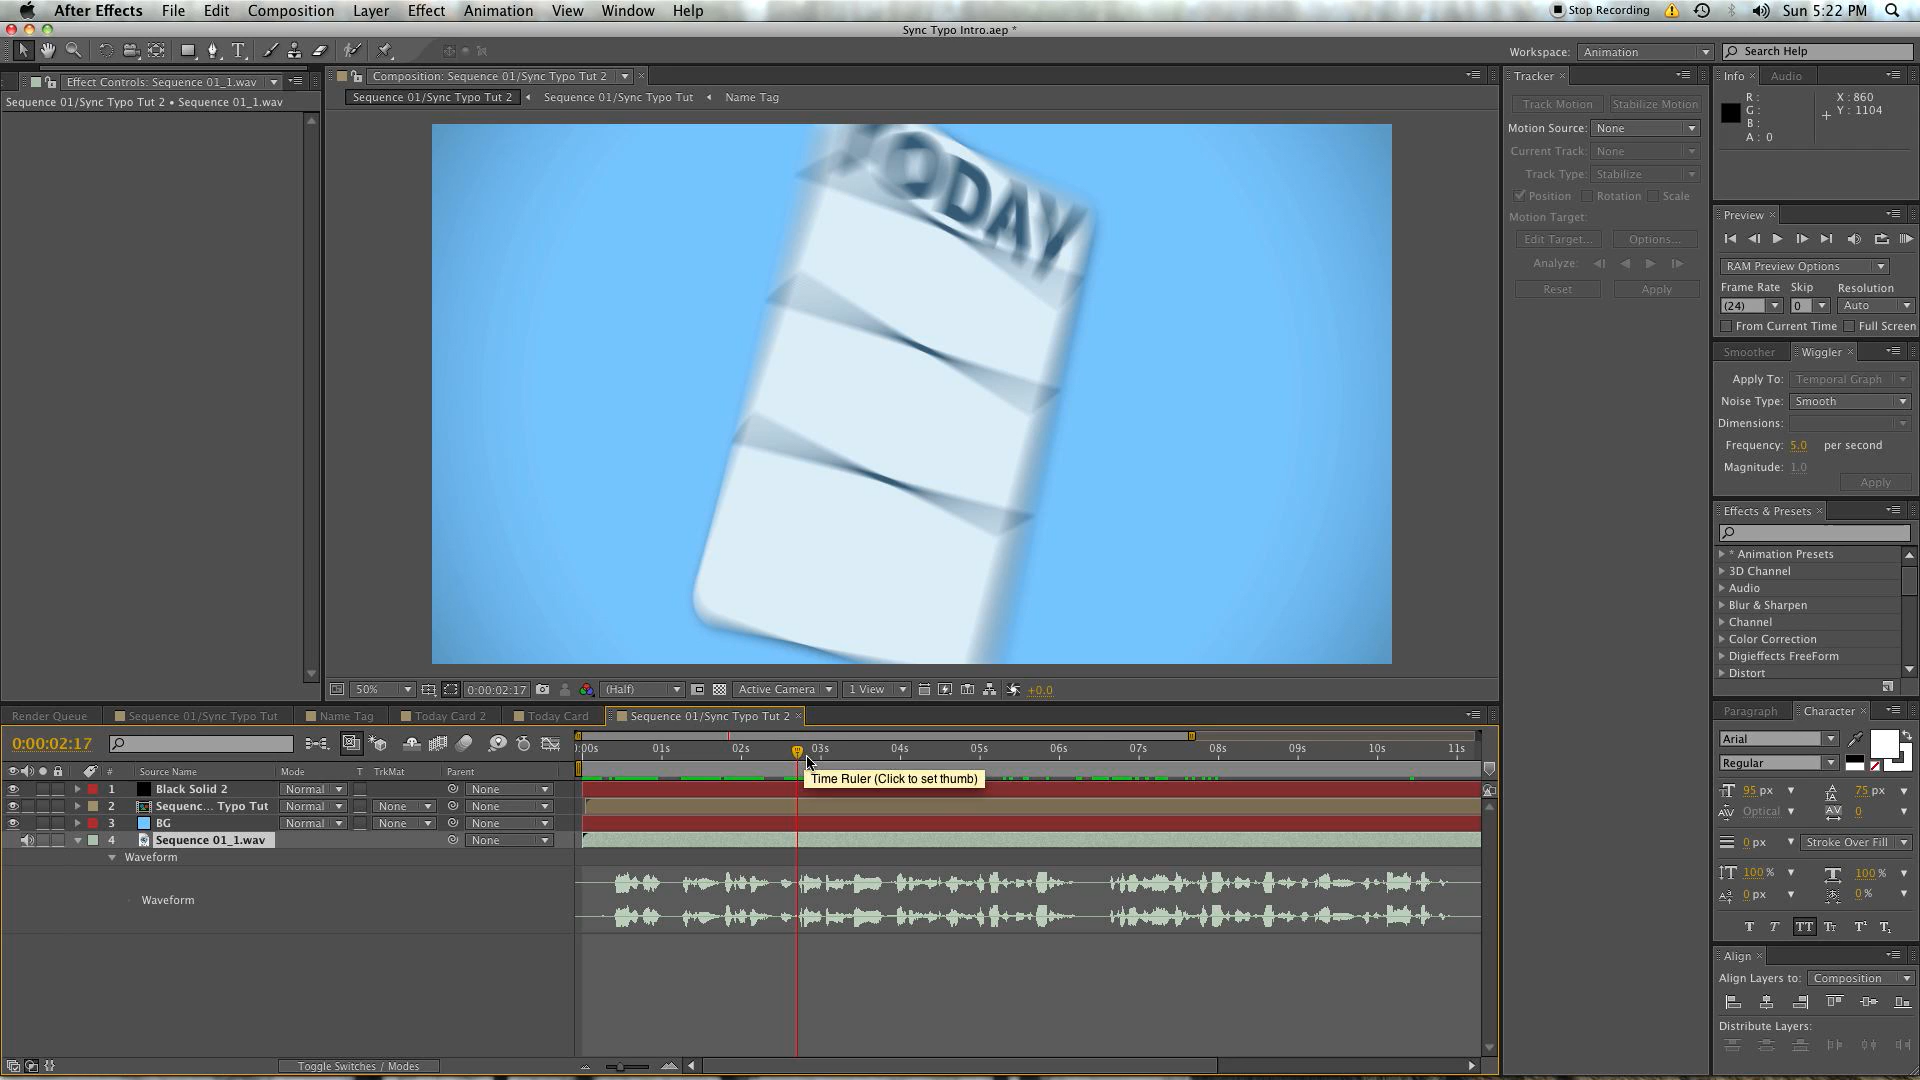 After Effects File Edit Composition Layer Effect Animation View Window Help Stop Recording Sun 5:22 PM
Sync Typo Intro.aep *
Workspace: Animation Search Help
Effect Controls: Sequence 01_1.wav
Sequence 01/Sync Typo Tut 2 • Sequence 01_1.wav
Composition: Sequence 01/Sync Typo Tut 2
Sequence 01/Sync Typo Tut 2 Sequence 01/Sync Typo Tut Name Tag
TODAY
50% 0:00:02:17 (Half) Active Camera 1 View +0.0
Tracker
Track Motion Stabilize Motion
Motion Source: None
Current Track: None
Track Type: Stabilize
Position Rotation Scale
Motion Target:
Edit Target... Options...
Analyze:
Reset Apply
Info Audio
R : X : 860
G : Y : 1104
B :
A : 0
Preview
RAM Preview Options
Frame Rate Skip Resolution
(24) 0 Auto
From Current Time Full Screen
Smoother Wiggler
Apply To: Temporal Graph
Noise Type: Smooth
Dimensions:
Frequency: 5.0 per second
Magnitude: 1.0
Apply
Effects & Presets
* Animation Presets
3D Channel
Audio
Blur & Sharpen
Channel
Color Correction
Digieffects FreeForm
Distort
Render Queue Sequence 01/Sync Typo Tut Name Tag Today Card 2 Today Card Sequence 01/Sync Typo Tut 2
0:00:02:17
):00s 01s 02s 03s 04s 05s 06s 07s 08s 09s 10s 11s
# Source Name Mode T TrkMat Parent
Time Ruler (Click to set thumb)
1 Black Solid 2 Normal None
2 Sequenc... Typo Tut Normal None None
3 BG Normal None None
4 Sequence 01_1.wav None
Waveform
Waveform
Toggle Switches / Modes
Paragraph Character
Arial
Regular
95 px 75 px
Optical 0
0 px Stroke Over Fill
100 % 100 %
0 px 0 %
T T TT Tt T¹ T₁
Align
Align Layers to: Composition
Distribute Layers: